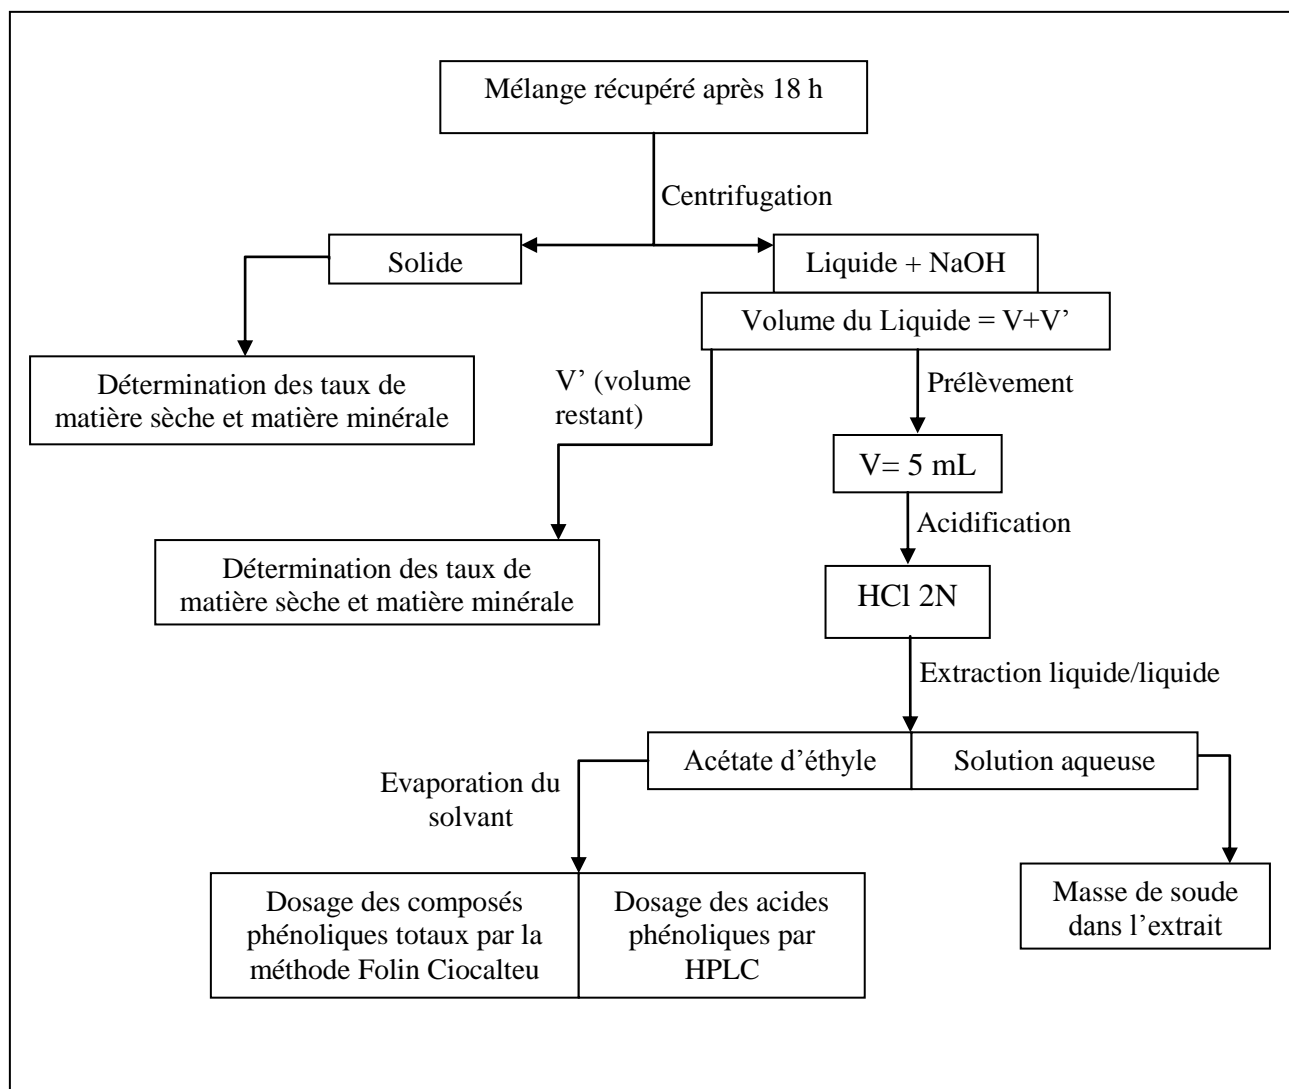 Mélange récupéré après 18 h
Centrifugation
Solide
Liquide + NaOH
Volume du Liquide = V+V’
Détermination des taux de
matière sèche et matière minérale
V’ (volume
restant)
Prélèvement
V= 5 mL
Acidification
Détermination des taux de
matière sèche et matière minérale
HCl 2N
Extraction liquide/liquide
Acétate d’éthyle
Solution aqueuse
Evaporation du
solvant
Dosage des composés
phénoliques totaux par la
méthode Folin Ciocalteu
Dosage des acides
phénoliques par
HPLC
Masse de soude
dans l’extrait